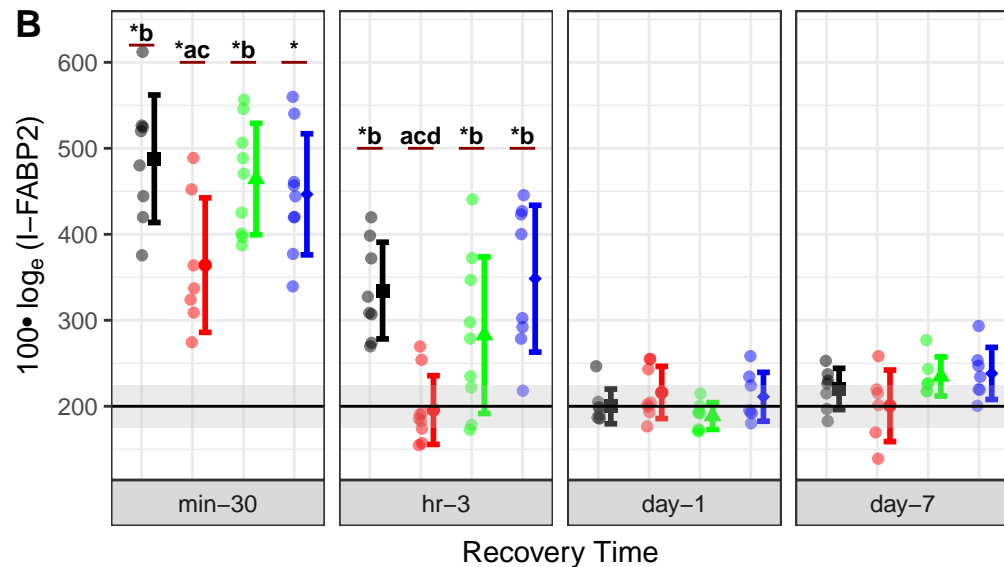 B
*b *ac *b *
*b acd *b *b
600
500
400
300
200
100• logₑ (I−FABP2)
min−30 hr−3 day−1 day−7
Recovery Time